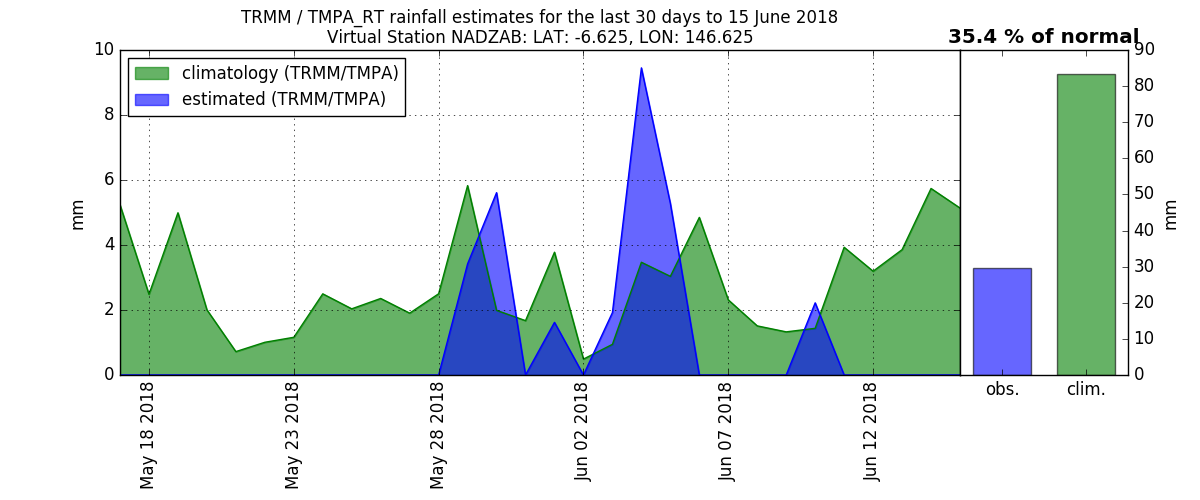 TRMM / TMPA_RT rainfall estimates for the last 30 days to 15 June 2018
Virtual Station NADZAB: LAT: -6.625, LON: 146.625
35.4 % of normal
climatology (TRMM/TMPA)
estimated (TRMM/TMPA)
10
8
6
4
2
0
mm
May 18 2018
May 23 2018
May 28 2018
Jun 02 2018
Jun 07 2018
Jun 12 2018
obs.
clim.
90
80
70
60
50
40
30
20
10
0
mm